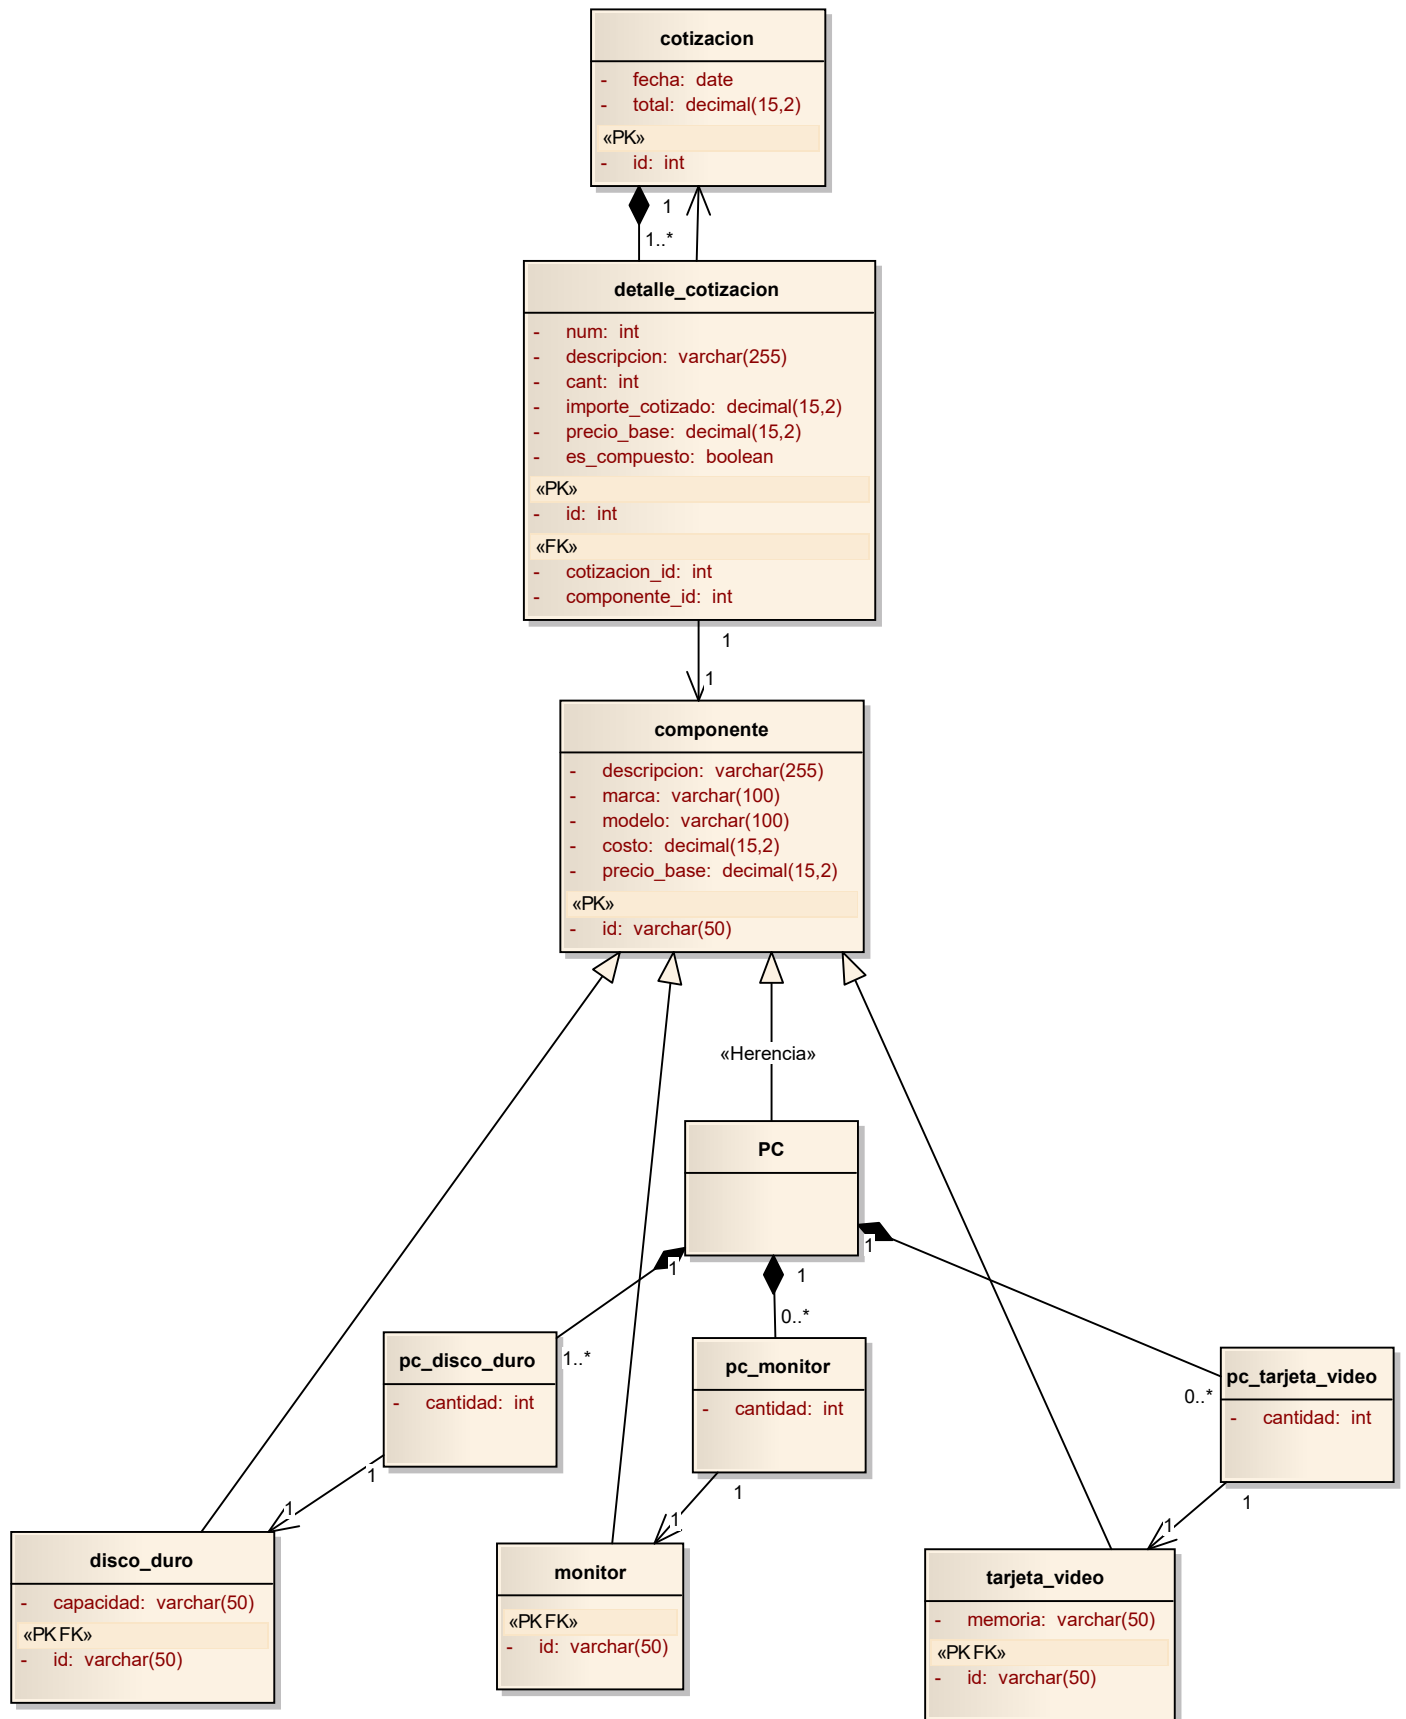 cotizacion
- fecha: date
- total: decimal(15,2)
«PK»
- id: int
1
1..*
detalle_cotizacion
- num: int
- descripcion: varchar(255)
- cant: int
- importe_cotizado: decimal(15,2)
- precio_base: decimal(15,2)
- es_compuesto: boolean
«PK»
- id: int
«FK»
- cotizacion_id: int
- componente_id: int
1
1
componente
- descripcion: varchar(255)
- marca: varchar(100)
- modelo: varchar(100)
- costo: decimal(15,2)
- precio_base: decimal(15,2)
«PK»
- id: varchar(50)
«Herencia»
PC
1
1
1
1..*
0..*
0..*
pc_disco_duro
- cantidad: int
pc_monitor
- cantidad: int
pc_tarjeta_video
- cantidad: int
1
1
1
1
1
1
disco_duro
- capacidad: varchar(50)
«PK FK»
- id: varchar(50)
monitor
«PK FK»
- id: varchar(50)
tarjeta_video
- memoria: varchar(50)
«PK FK»
- id: varchar(50)